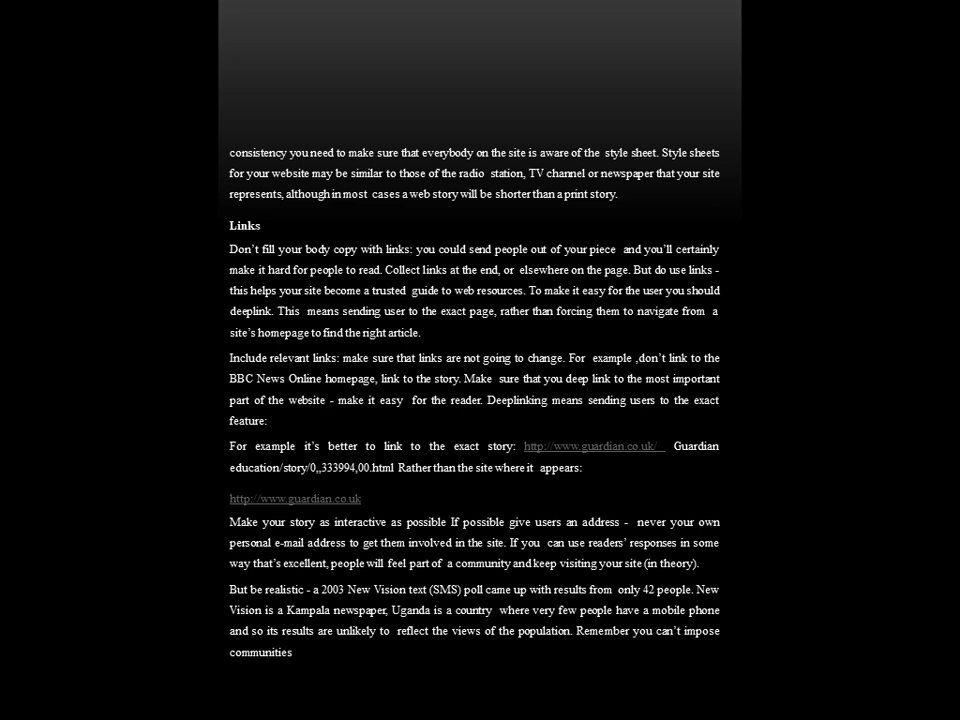 consistency you need to make sure that everybody on the site is aware of the style sheet. Style sheets
for your website may be similar to those of the radio station, TV channel or newspaper that your site
represents, although in most cases a web story will be shorter than a print story.
Links
Don’t fill your body copy with links: you could send people out of your piece and you’ll certainly
make it hard for people to read. Collect links at the end, or elsewhere on the page. But do use links -
this helps your site become a trusted guide to web resources. To make it easy for the user you should
deeplink. This means sending user to the exact page, rather than forcing them to navigate from a
site’s homepage to find the right article.
Include relevant links: make sure that links are not going to change. For example ,don’t link to the
BBC News Online homepage, link to the story. Make sure that you deep link to the most important
part of the website - make it easy for the reader. Deeplinking means sending users to the exact
feature:
For example it’s better to link to the exact story: http://www.guardian.co.uk/ Guardian
education/story/0,,333994,00.html Rather than the site where it appears:
http://www.guardian.co.uk
Make your story as interactive as possible If possible give users an address - never your own
personal e-mail address to get them involved in the site. If you can use readers’ responses in some
way that’s excellent, people will feel part of a community and keep visiting your site (in theory).
But be realistic - a 2003 New Vision text (SMS) poll came up with results from only 42 people. New
Vision is a Kampala newspaper, Uganda is a country where very few people have a mobile phone
and so its results are unlikely to reflect the views of the population. Remember you can’t impose
communities